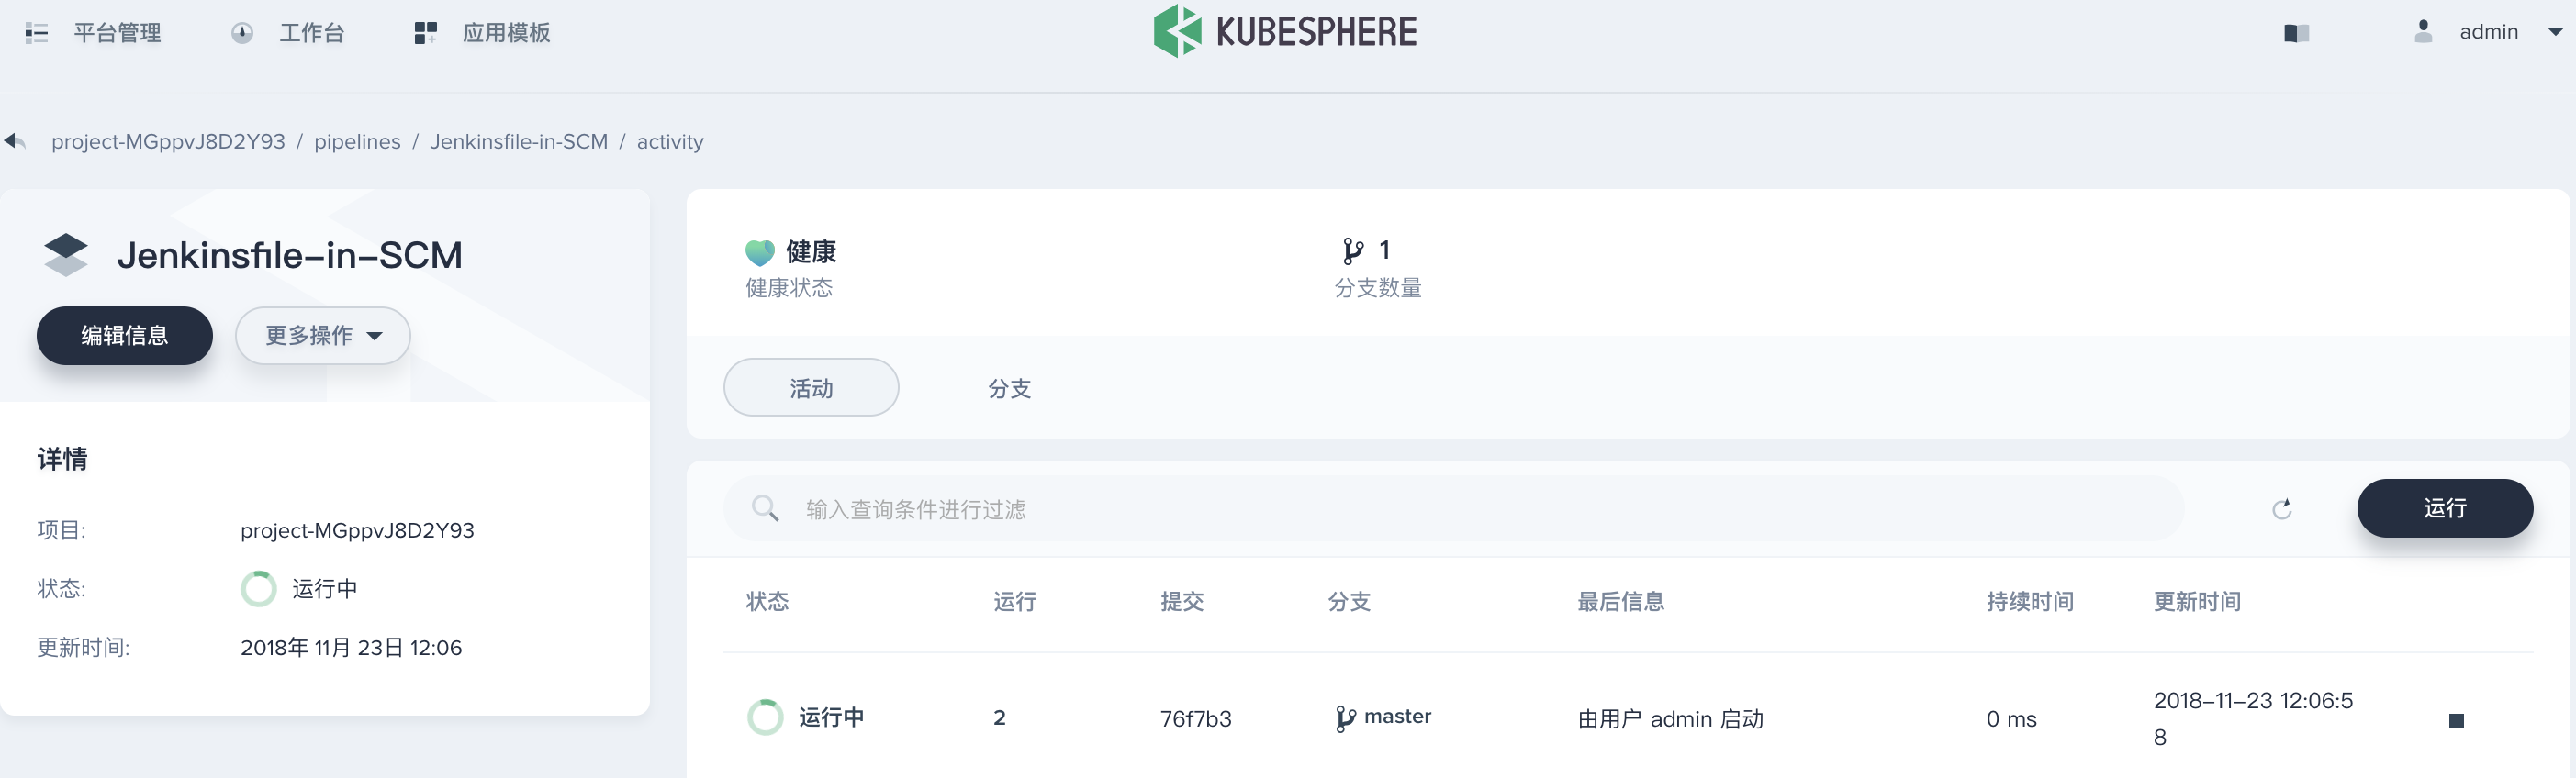 平台管理 工作台 应用模板 KUBESPHERE admin
project-MGppvJ8D2Y93 / pipelines / Jenkinsfile-in-SCM / activity
Jenkinsfile-in-SCM
编辑信息 更多操作
详情
项目: project-MGppvJ8D2Y93
状态: 运行中
更新时间: 2018年 11月 23日 12:06
健康 1
健康状态 分支数量
活动 分支
输入查询条件进行过滤 运行
状态 运行 提交 分支 最后信息 持续时间 更新时间
运行中 2 76f7b3 master 由用户 admin 启动 0 ms 2018-11-23 12:06:5
8